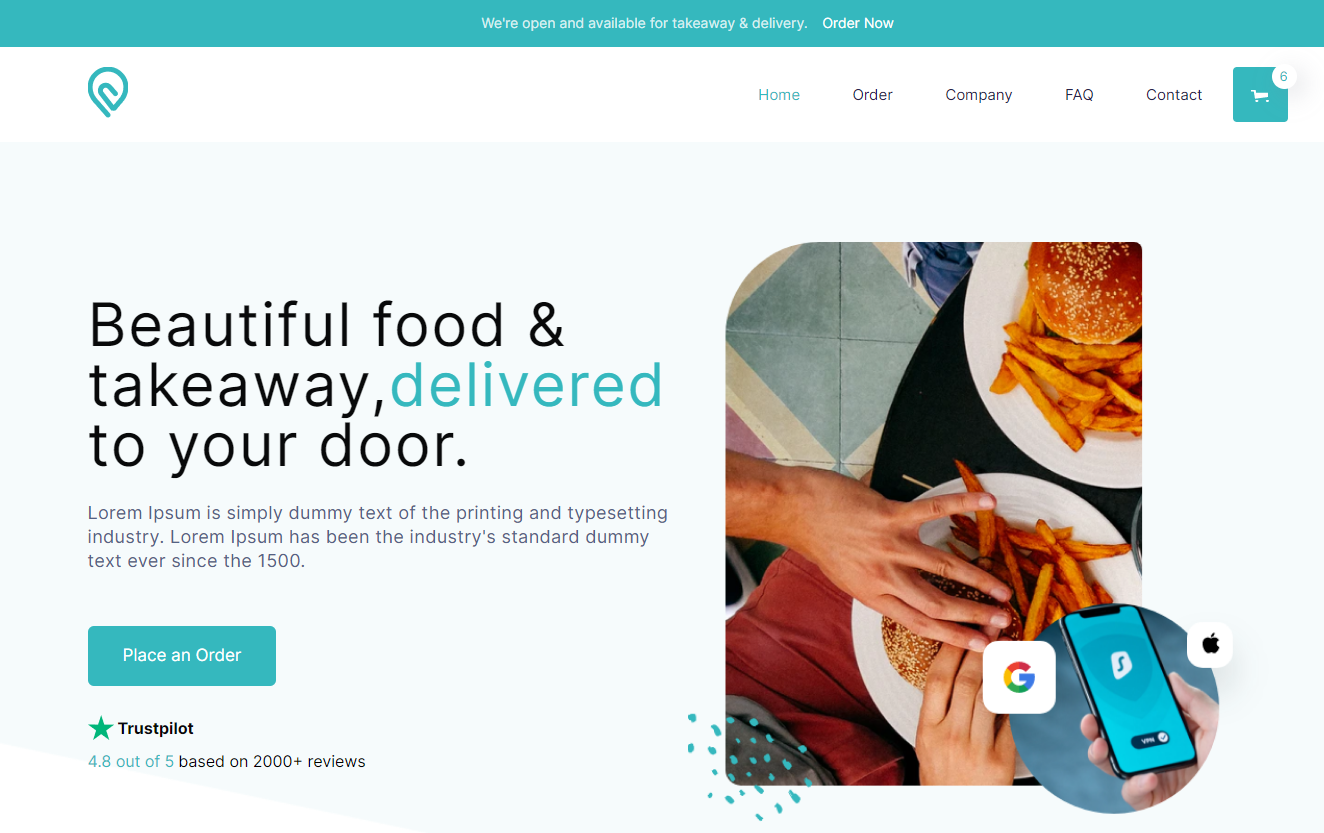 We're open and available for takeaway & delivery. Order Now
Home Order Company FAQ Contact 6
Beautiful food &
takeaway,delivered
to your door.
Lorem Ipsum is simply dummy text of the printing and typesetting
industry. Lorem Ipsum has been the industry's standard dummy
text ever since the 1500.
Place an Order
Trustpilot
4.8 out of 5 based on 2000+ reviews
G
VPN